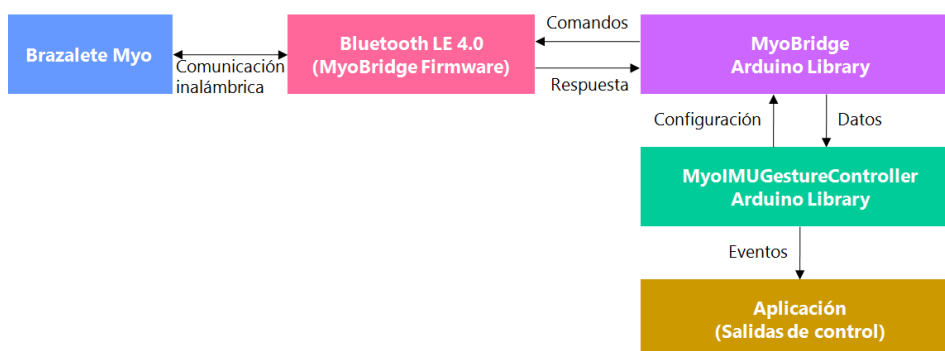 Brazalete Myo
Comunicación
inalámbrica
Bluetooth LE 4.0
(MyoBridge Firmware)
Comandos
Respuesta
MyoBridge
Arduino Library
Configuración
Datos
MyoIMUGestureController
Arduino Library
Eventos
Aplicación
(Salidas de control)